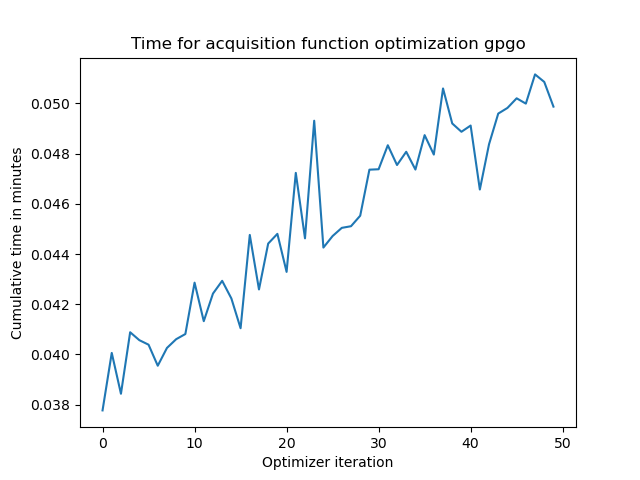 Time for acquisition function optimization gpgo
0.050
0.048
0.046
0.044
0.042
0.040
0.038
Cumulative time in minutes
0 10 20 30 40 50
Optimizer iteration